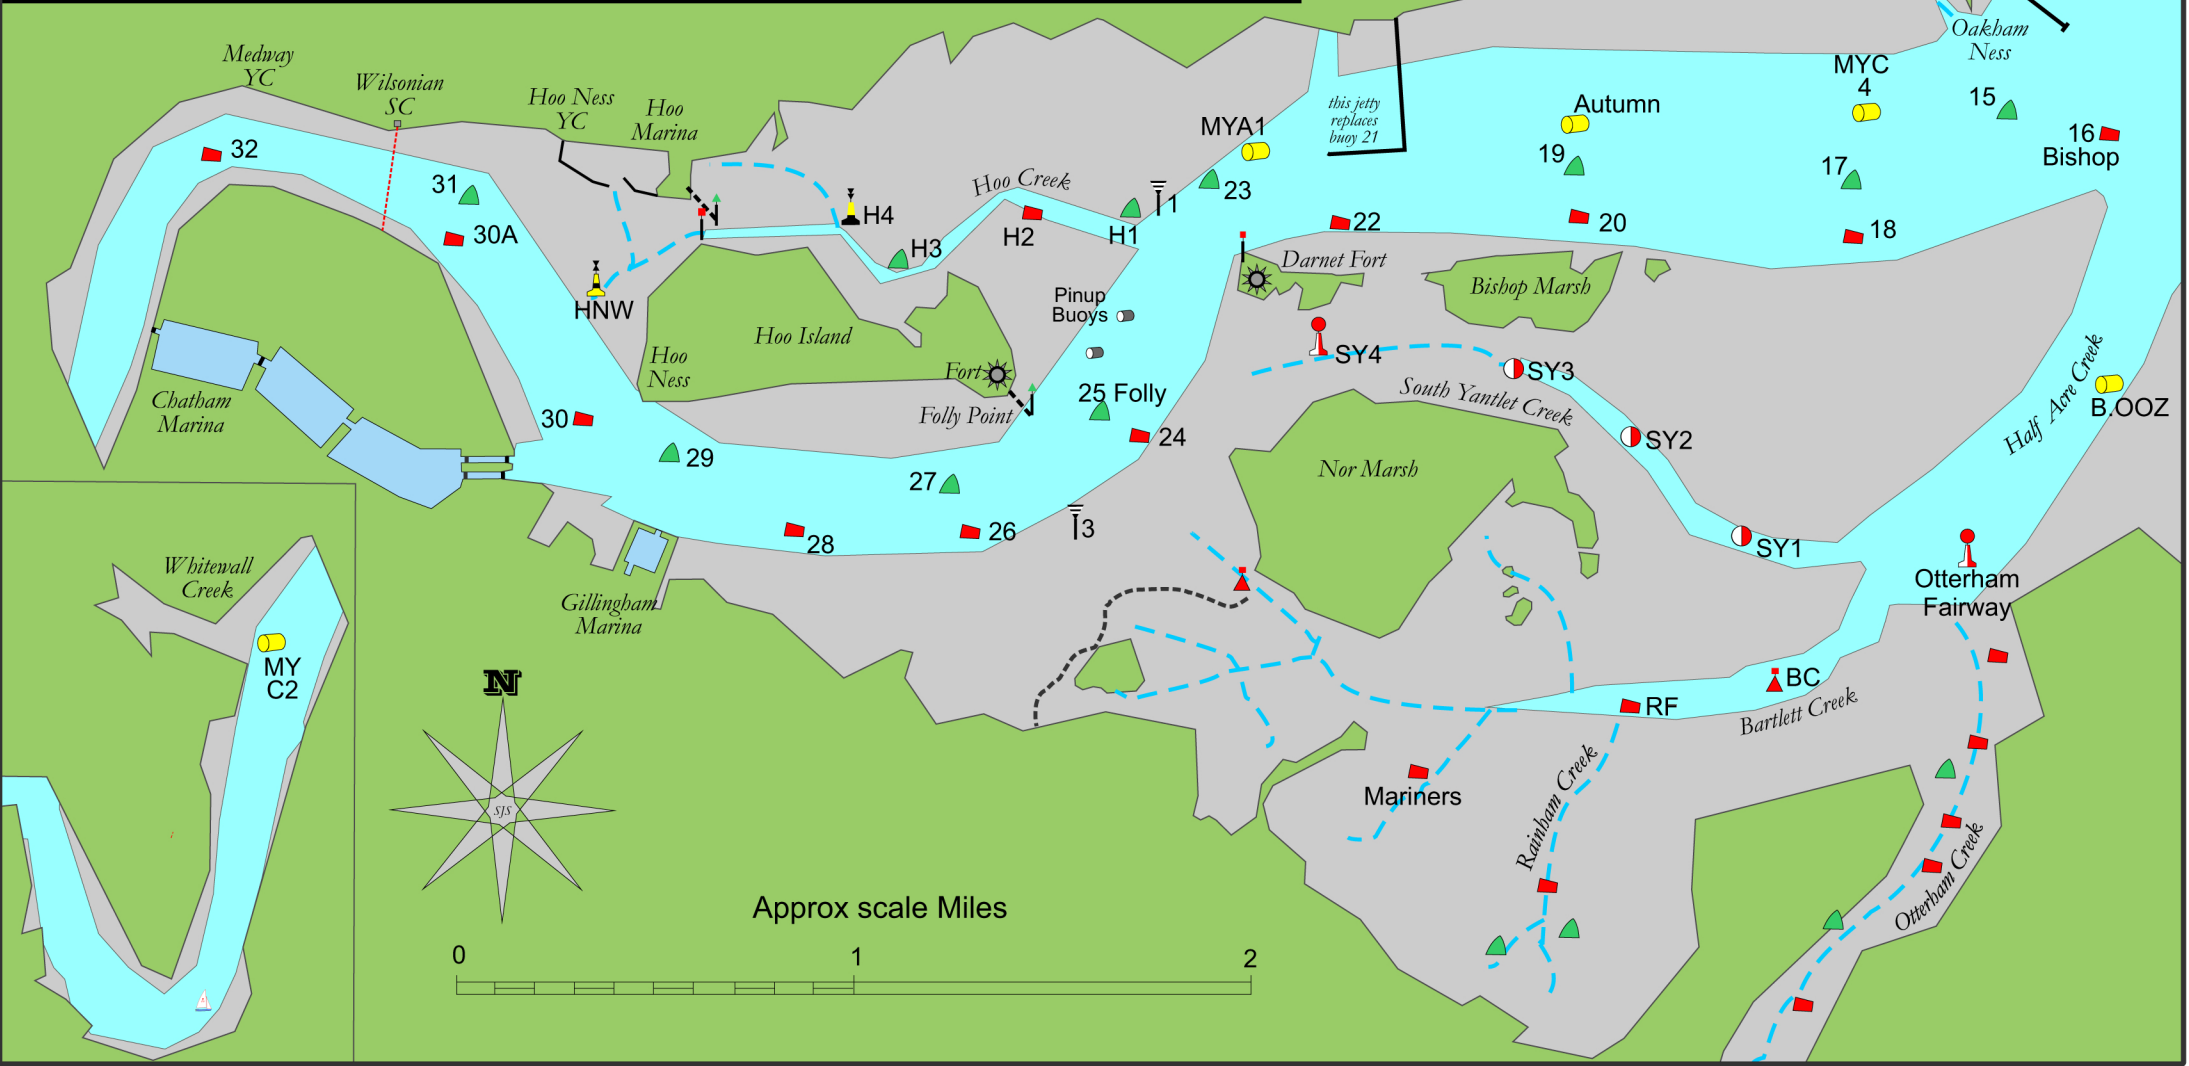 Medway
YC
Wilsonian
SC
Hoo Ness
YC
Hoo
Marina
MYA1
this jetty
replaces
buoy 21
Autumn
MYC
4
Oakham
Ness
15
16
Bishop
32
31
30A
H4
H3
Hoo Creek
H2
H1
1
23
19
17
22
20
18
HNW
Hoo Island
Hoo
Ness
Fort
Folly Point
Pinup
Buoys
25 Folly
24
Darnet Fort
Bishop Marsh
SY4
SY3
South Yantlet Creek
SY2
SY1
Half Acre Creek
B.OOZ
Chatham
Marina
30
29
27
28
26
3
Nor Marsh
Otterham
Fairway
Gillingham
Marina
Whitewall
Creek
MY
C2
N
SJS
BC
RF
Bartlett Creek
Mariners
Rainham Creek
Otterham Creek
Approx scale Miles
0
1
2